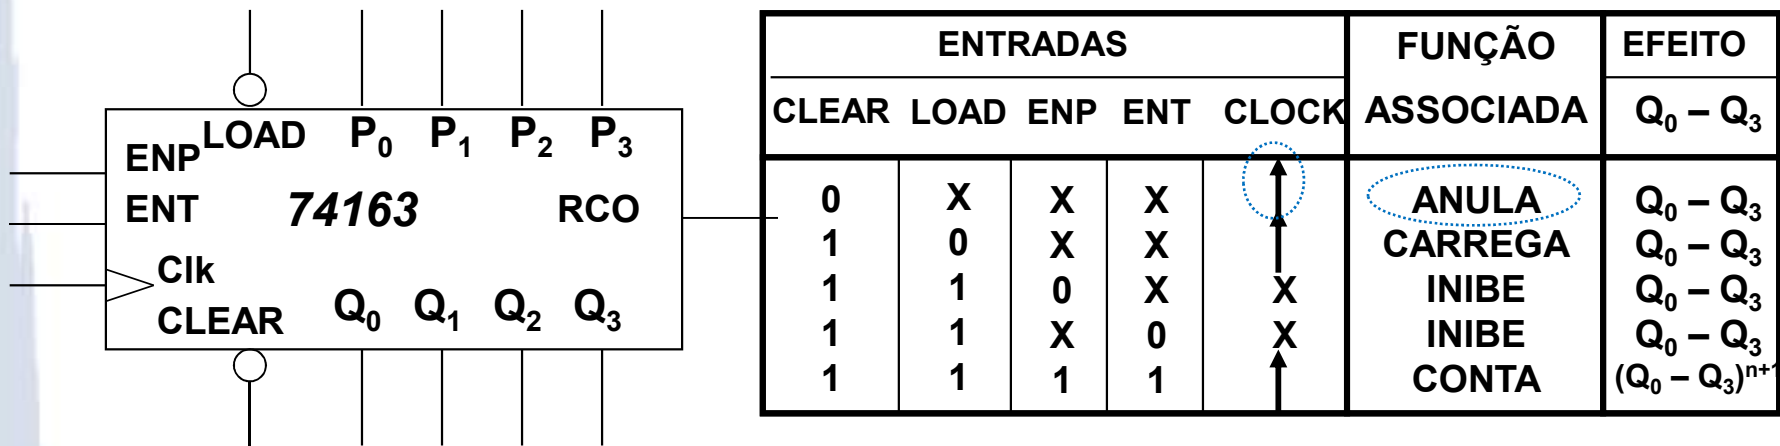 LOAD P0 P1 P2 P3
ENP
ENT 74163 RCO
Clk
CLEAR Q0 Q1 Q2 Q3
ENTRADAS FUNÇÃO EFEITO
CLEAR LOAD ENP ENT CLOCK ASSOCIADA Q0 – Q3
0 X X X ANULA Q0 – Q3
1 0 X X CARREGA Q0 – Q3
1 1 0 X X INIBE Q0 – Q3
1 1 X 0 X INIBE Q0 – Q3
1 1 1 1 CONTA (Q0 – Q3)n+1